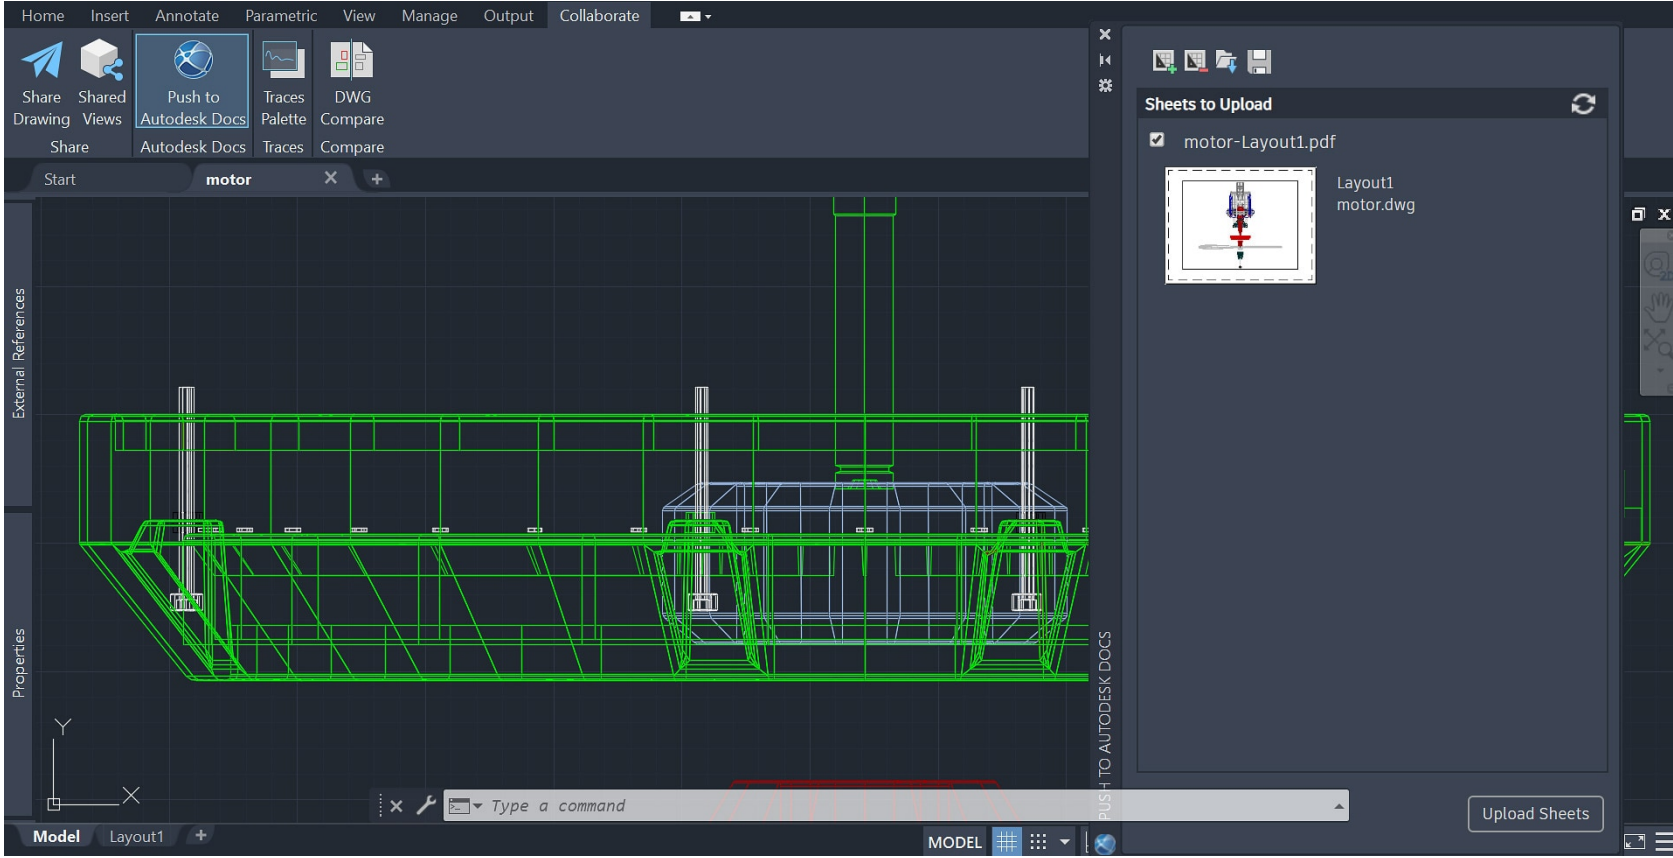 Home Insert Annotate Parametric View Manage Output Collaborate
Share Drawing
Shared Views
Push to Autodesk Docs
Traces Palette
DWG Compare
Share Autodesk Docs Traces Compare
Start motor
External References
Properties
Y
X
Type a command
Model Layout1
MODEL
PUSH TO AUTODESK DOCS
Sheets to Upload
motor-Layout1.pdf
Layout1
motor.dwg
Upload Sheets